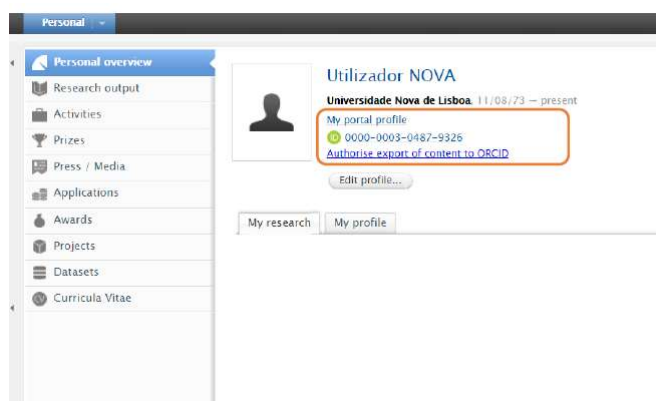 Personal
Personal overview
Research output
Activities
Prizes
Press / Media
Applications
Awards
Projects
Datasets
Curricula Vitae
Utilizador NOVA
Universidade Nova de Lisboa, 11/08/73 – present
My portal profile
iD 0000-0003-0487-9326
Authorise export of content to ORCID
Edit profile...
My research
My profile